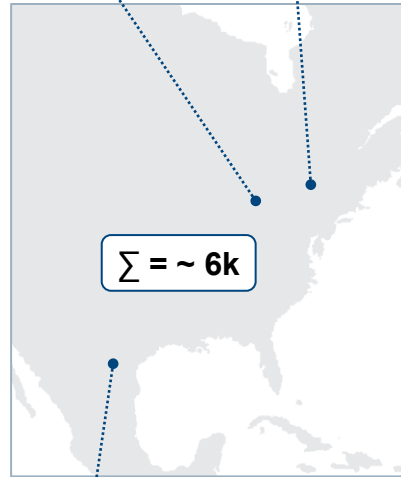 ∑ = ~ 6k